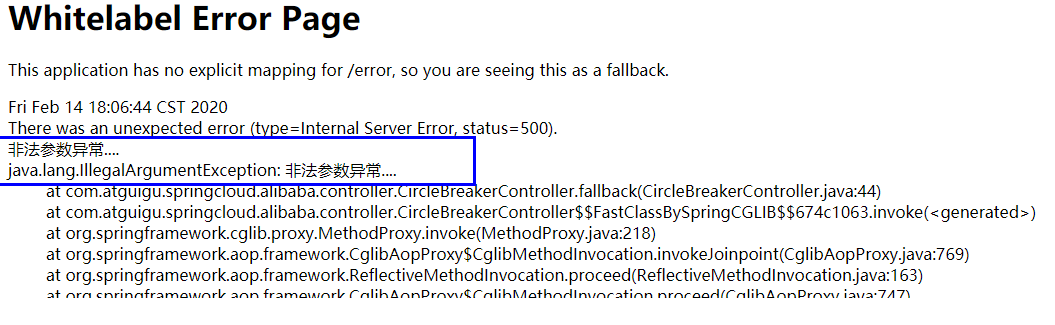 Whitelabel Error Page
This application has no explicit mapping for /error, so you are seeing this as a fallback.
Fri Feb 14 18:06:44 CST 2020
There was an unexpected error (type=Internal Server Error, status=500).
非法参数异常....
java.lang.IllegalArgumentException: 非法参数异常....
at com.atguigu.springcloud.alibaba.controller.CircleBreakerController.fallback(CircleBreakerController.java:44)
at com.atguigu.springcloud.alibaba.controller.CircleBreakerController$$FastClassBySpringCGLIB$$674c1063.invoke(<generated>)
at org.springframework.cglib.proxy.MethodProxy.invoke(MethodProxy.java:218)
at org.springframework.aop.framework.CglibAopProxy$CglibMethodInvocation.invokeJoinpoint(CglibAopProxy.java:769)
at org.springframework.aop.framework.ReflectiveMethodInvocation.proceed(ReflectiveMethodInvocation.java:163)
at org.springframework.aop.framework.CglibAopProxy$CglibMethodInvocation.proceed(CglibAopProxy.java:747)